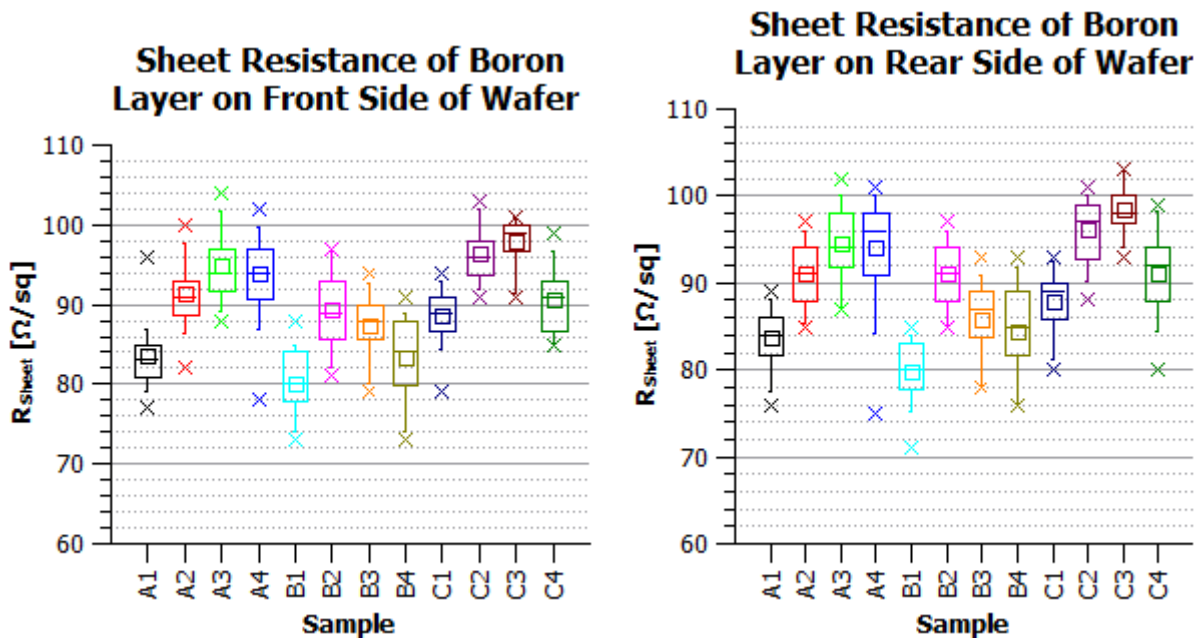 Sheet Resistance of Boron
Layer on Front Side of Wafer
110
100
90
80
70
60
R_Sheet [Ω/sq]
A1 A2 A3 A4 B1 B2 B3 B4 C1 C2 C3 C4
Sample
Sheet Resistance of Boron
Layer on Rear Side of Wafer
110
100
90
80
70
60
R_Sheet [Ω/sq]
A1 A2 A3 A4 B1 B2 B3 B4 C1 C2 C3 C4
Sample